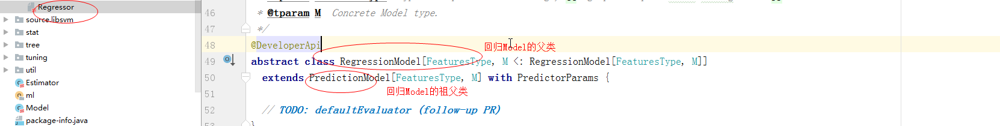 Regressor
source.libsvm
stat
tree
tuning
util
Estimator
ml
Model
package-info.java
46 * @tparam M Concrete Model type.
47 */
48 @DeveloperApi
回归Model的父类
49 abstract class RegressionModel[FeaturesType, M <: RegressionModel[FeaturesType, M]]
50 extends PredictionModel[FeaturesType, M] with PredictorParams {
回归Model的祖父类
51
52 // TODO: defaultEvaluator (follow-up PR)
53 }